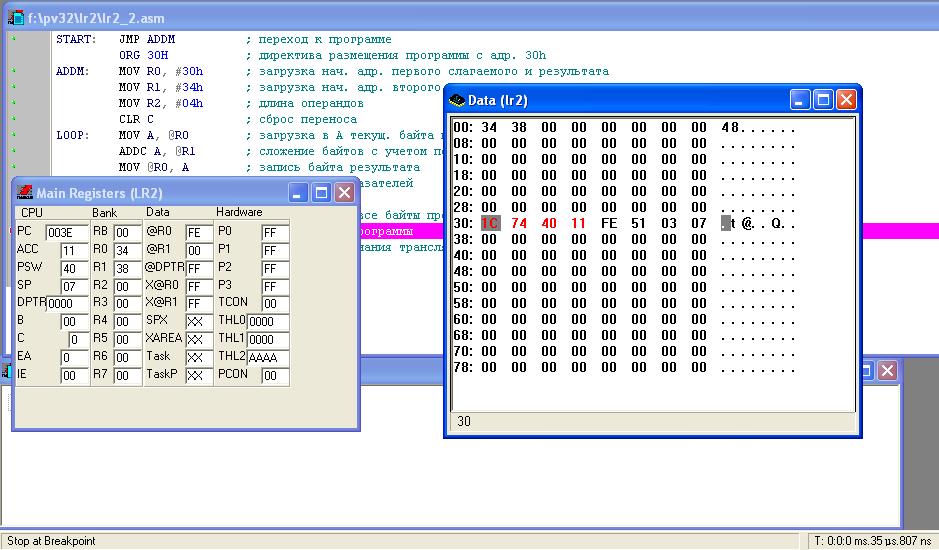 f:\pv32\lr2\lr2_2.asm
START: JMP ADDM ; переход к программе
ORG 30H ; директива размещения программы с адр. 30h
ADDM: MOV R0, #30h ; загрузка нач. адр. первого слагаемого и результата
MOV R1, #34h ; загрузка нач. адр. второго
MOV R2, #04h ; длина операндов
CLR C ; сброс переноса
LOOP: MOV A, @R0 ; загрузка в А текущ. байта
ADDC A, @R1 ; сложение байтов с учетом
MOV @R0, A ; запись байта результата
Main Registers (LR2)
CPU Bank Data Hardware
PC 003E RB 00 @R0 FE P0 FF
ACC 11 R0 34 @R1 00 P1 FF
PSW 40 R1 38 @DPTR FF P2 FF
SP 07 R2 00 X@R0 FF P3 FF
DPTR 0000 R3 00 X@R1 FF TCON 00
B 00 R4 00 SPX XX THL0 0000
C 0 R5 00 XAREA XX THL1 0000
EA 0 R6 00 Task XX THL2 AAAA
IE 00 R7 00 TaskP XX PCON 00
все байты
Data (lr2)
00: 34 38 00 00 00 00 00 00 48......
08: 00 00 00 00 00 00 00 00 ........
10: 00 00 00 00 00 00 00 00 ........
18: 00 00 00 00 00 00 00 00 ........
20: 00 00 00 00 00 00 00 00 ........
28: 00 00 00 00 00 00 00 00 ........
30: 1C 74 40 11 FE 51 03 07 .t@..Q..
38: 00 00 00 00 00 00 00 00 ........
40: 00 00 00 00 00 00 00 00 ........
48: 00 00 00 00 00 00 00 00 ........
50: 00 00 00 00 00 00 00 00 ........
58: 00 00 00 00 00 00 00 00 ........
60: 00 00 00 00 00 00 00 00 ........
68: 00 00 00 00 00 00 00 00 ........
70: 00 00 00 00 00 00 00 00 ........
78: 00 00 00 00 00 00 00 00 ........
30
Stop at Breakpoint T: 0:0:0 ms.35 µs.807 ns